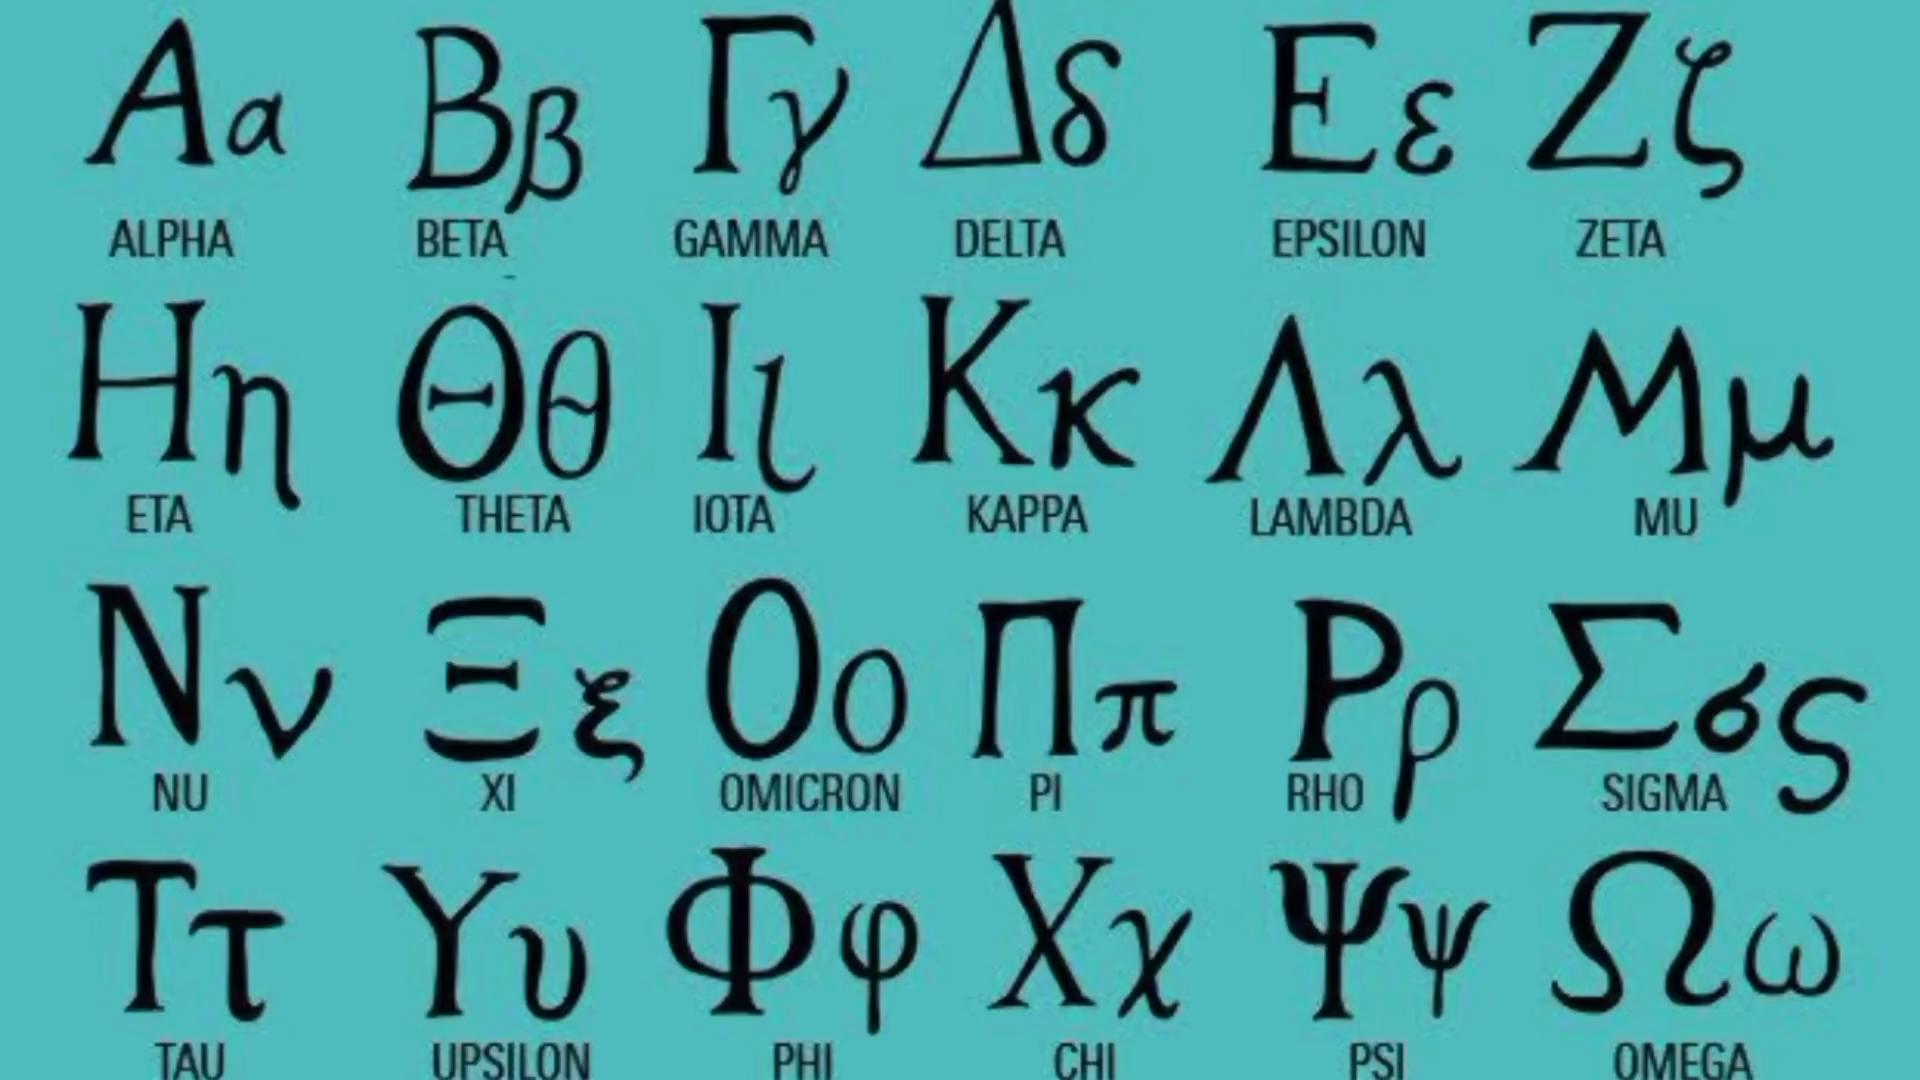 Αα Ββ Γγ Δδ Εε Ζζ
ALPHA BETA GAMMA DELTA EPSILON ZETA
Ηη Θθ Ιι Κκ Λλ Μμ
ETA THETA IOTA KAPPA LAMBDA MU
Νν Ξξ Οο Ππ Ρρ Σσς
NU XI OMICRON PI RHO SIGMA
Ττ Υυ Φφ Χχ Ψψ Ωω
TAU UPSILON PHI CHI PSI OMEGA